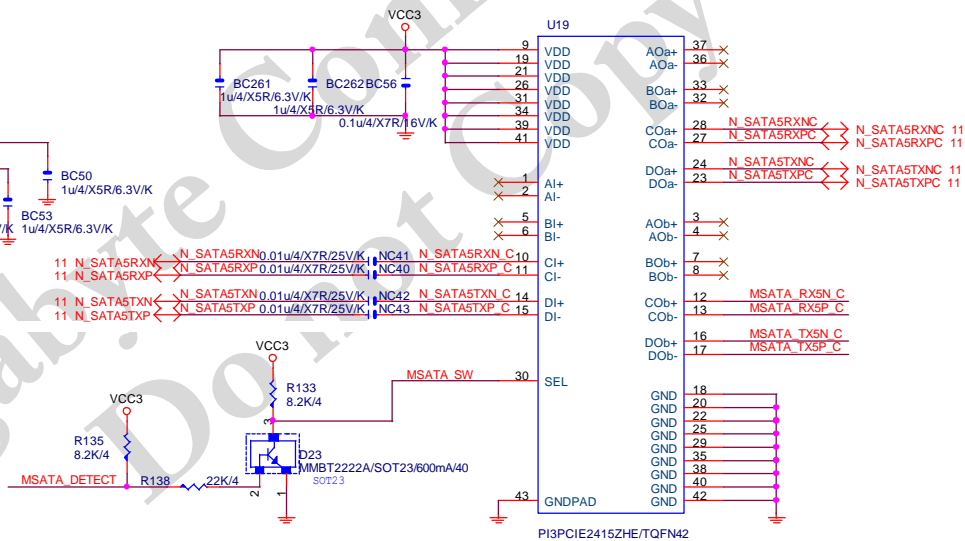 VCC3
U19
BC261
1u/4/X5R/6.3V/K
BC262
1u/4/X5R/6.3V/K
BC56
0.1u/4/X7R/16V/K
BC50
1u/4/X5R/6.3V/K
BC53
1u/4/X5R/6.3V/K
V/K
9 VDD
19 VDD
21 VDD
26 VDD
31 VDD
34 VDD
39 VDD
41 VDD
1 AI+
2 AI-
5 BI+
6 BI-
11 N_SATA5RXN N_SATA5RXN 0.01u/4/X7R/25V/K NC41 N_SATA5RXN_C 10 CI+
11 N_SATA5RXP N_SATA5RXP 0.01u/4/X7R/25V/K NC40 N_SATA5RXP_C 11 CI-
11 N_SATA5TXN N_SATA5TXN 0.01u/4/X7R/25V/K NC42 N_SATA5TXN_C 14 DI+
11 N_SATA5TXP N_SATA5TXP 0.01u/4/X7R/25V/K NC43 N_SATA5TXP_C 15 DI-
MSATA_SW 30 SEL
43 GNDPAD
AOa+ 37
AOa- 36
BOa+ 33
BOa- 32
COa+ 28 N_SATA5RXNC N_SATA5RXNC 11
COa- 27 N_SATA5RXPC N_SATA5RXPC 11
DOa+ 24 N_SATA5TXNC N_SATA5TXNC 11
DOa- 23 N_SATA5TXPC N_SATA5TXPC 11
AOb+ 3
AOb- 4
BOb+ 7
BOb- 8
COb+ 12 MSATA_RX5N_C
COb- 13 MSATA_RX5P_C
DOb+ 16 MSATA_TX5N_C
DOb- 17 MSATA_TX5P_C
GND 18
GND 20
GND 22
GND 25
GND 29
GND 35
GND 38
GND 40
GND 42
PI3PCIE2415ZHE/TQFN42
VCC3
R133
8.2K/4
VCC3
R135
8.2K/4
MSATA_DETECT
R138 22K/4
3
2
1
D23
MMBT2222A/SOT23/600mA/40
SOT23
Do not Copy